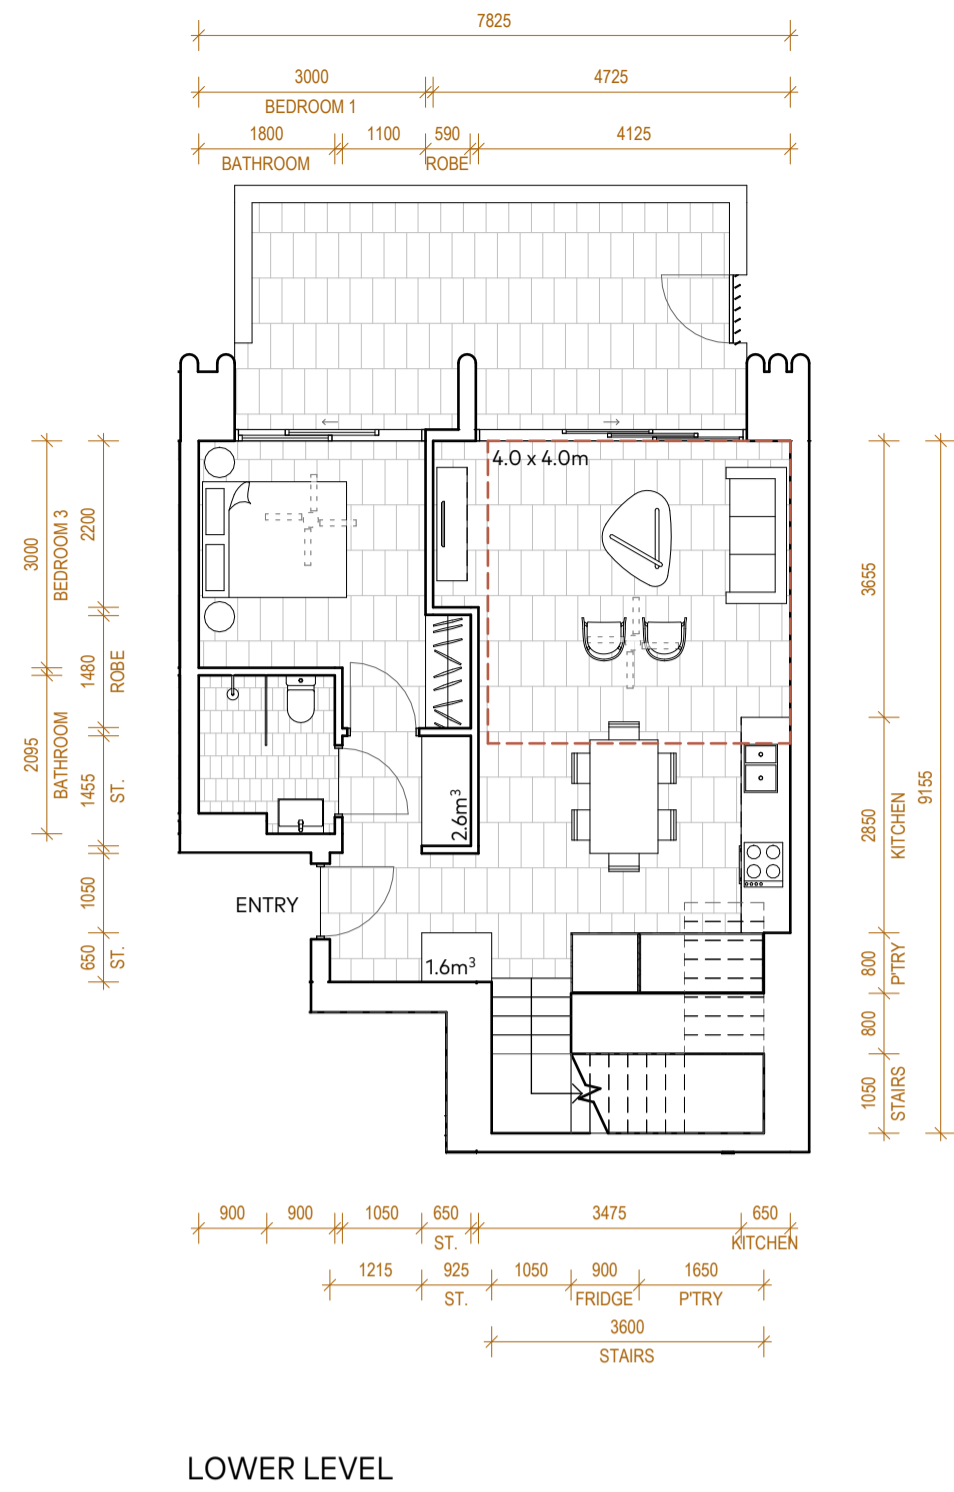 7825
3000 4725
BEDROOM 1
1800 1100 590 4125
BATHROOM ROBE
4.0 x 4.0m
3000
BEDROOM 3
2200
1480
ROBE
2095
BATHROOM
1455
ST.
1050
650
ST.
2.6m³
ENTRY
1.6m³
3655
2850
KITCHEN
9155
800
P'TRY
800
1050
STAIRS
900 900 1050 650 3475 650
ST. KITCHEN
1215 925 1050 900 1650
ST. FRIDGE P'TRY
3600
STAIRS
LOWER LEVEL